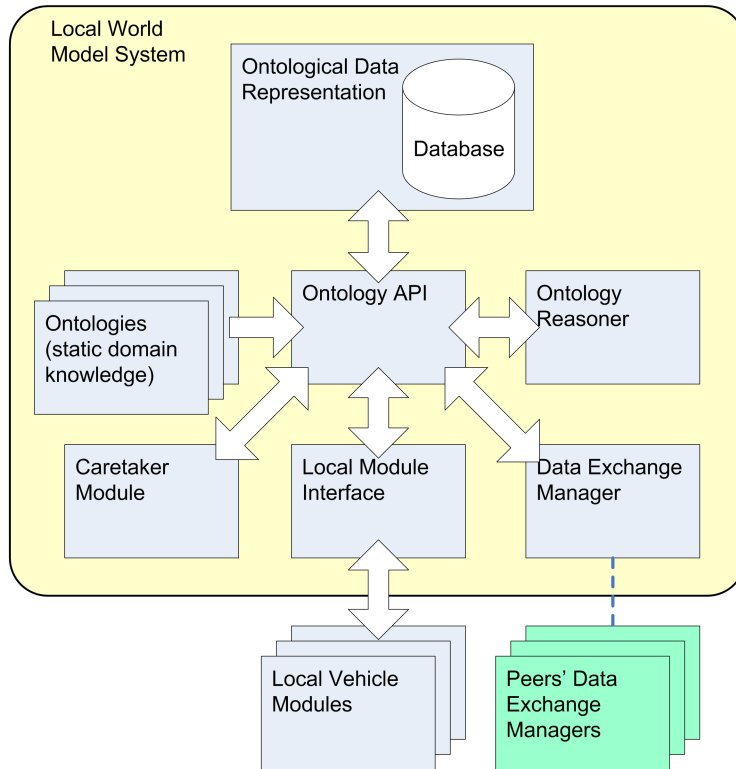 Local World
Model System
Ontological Data
Representation
Database
Ontologies
(static domain
knowledge)
Ontology API
Ontology
Reasoner
Caretaker
Module
Local Module
Interface
Data Exchange
Manager
Local Vehicle
Modules
Peers’ Data
Exchange
Managers